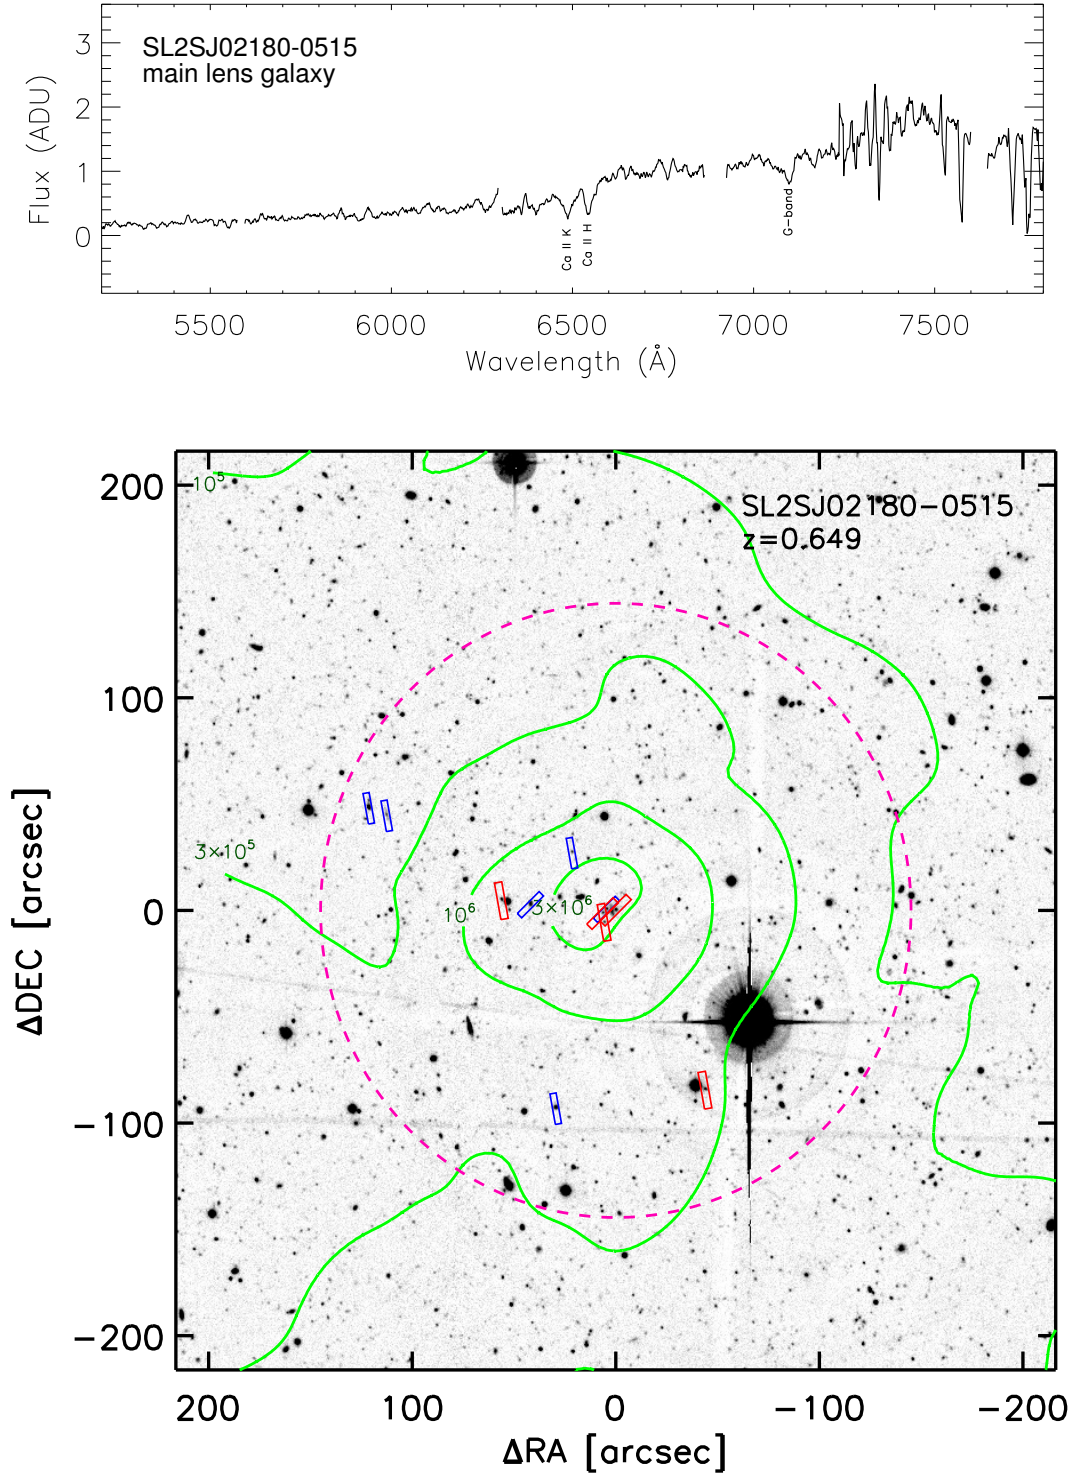 SL2SJ02180-0515
main lens galaxy
3
2
1
0
Flux (ADU)
Ca II K
Ca II H
G-band
5500 6000 6500 7000 7500
Wavelength (Å)
SL2SJ02180-0515
z=0.649
10⁵
3×10⁵
10⁶
3×10⁶
200
100
0
-100
-200
ΔDEC [arcsec]
200 100 0 -100 -200
ΔRA [arcsec]